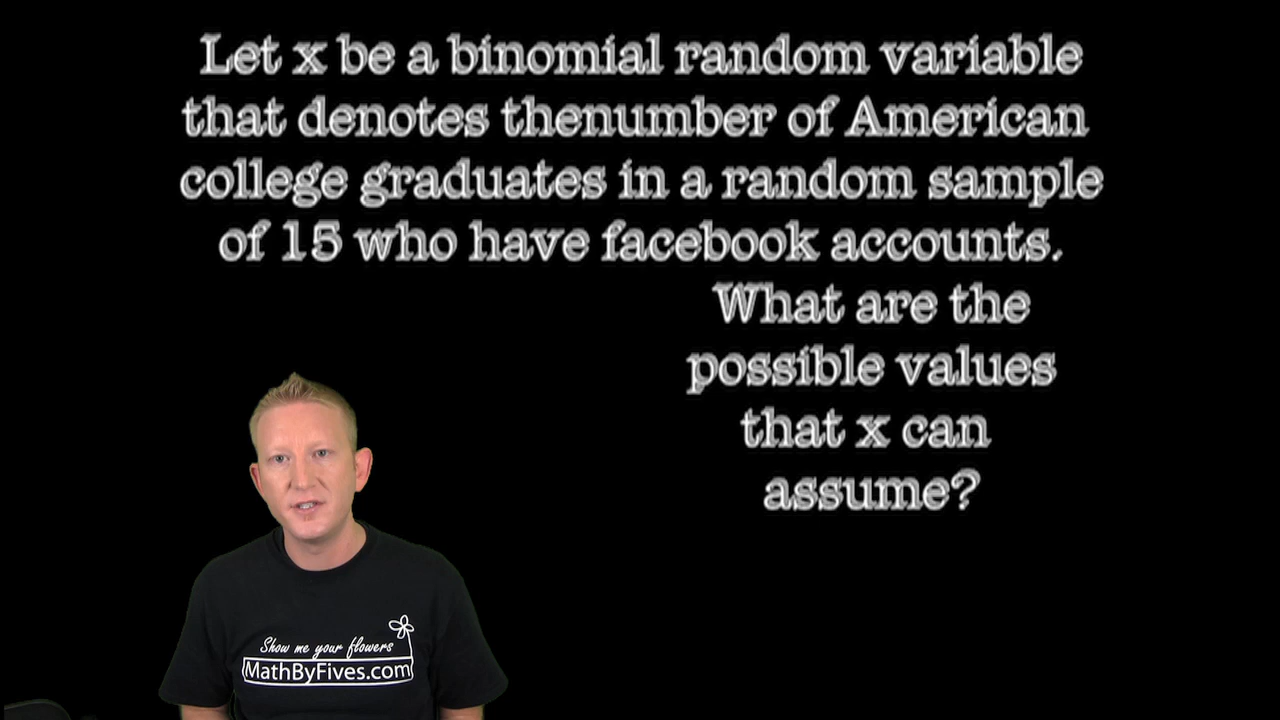 Let x be a binomial random variable
that denotes thenumber of American
college graduates in a random sample
of 15 who have facebook accounts.
What are the
possible values
that x can
assume?
Show me your flowers
MathByFives.com